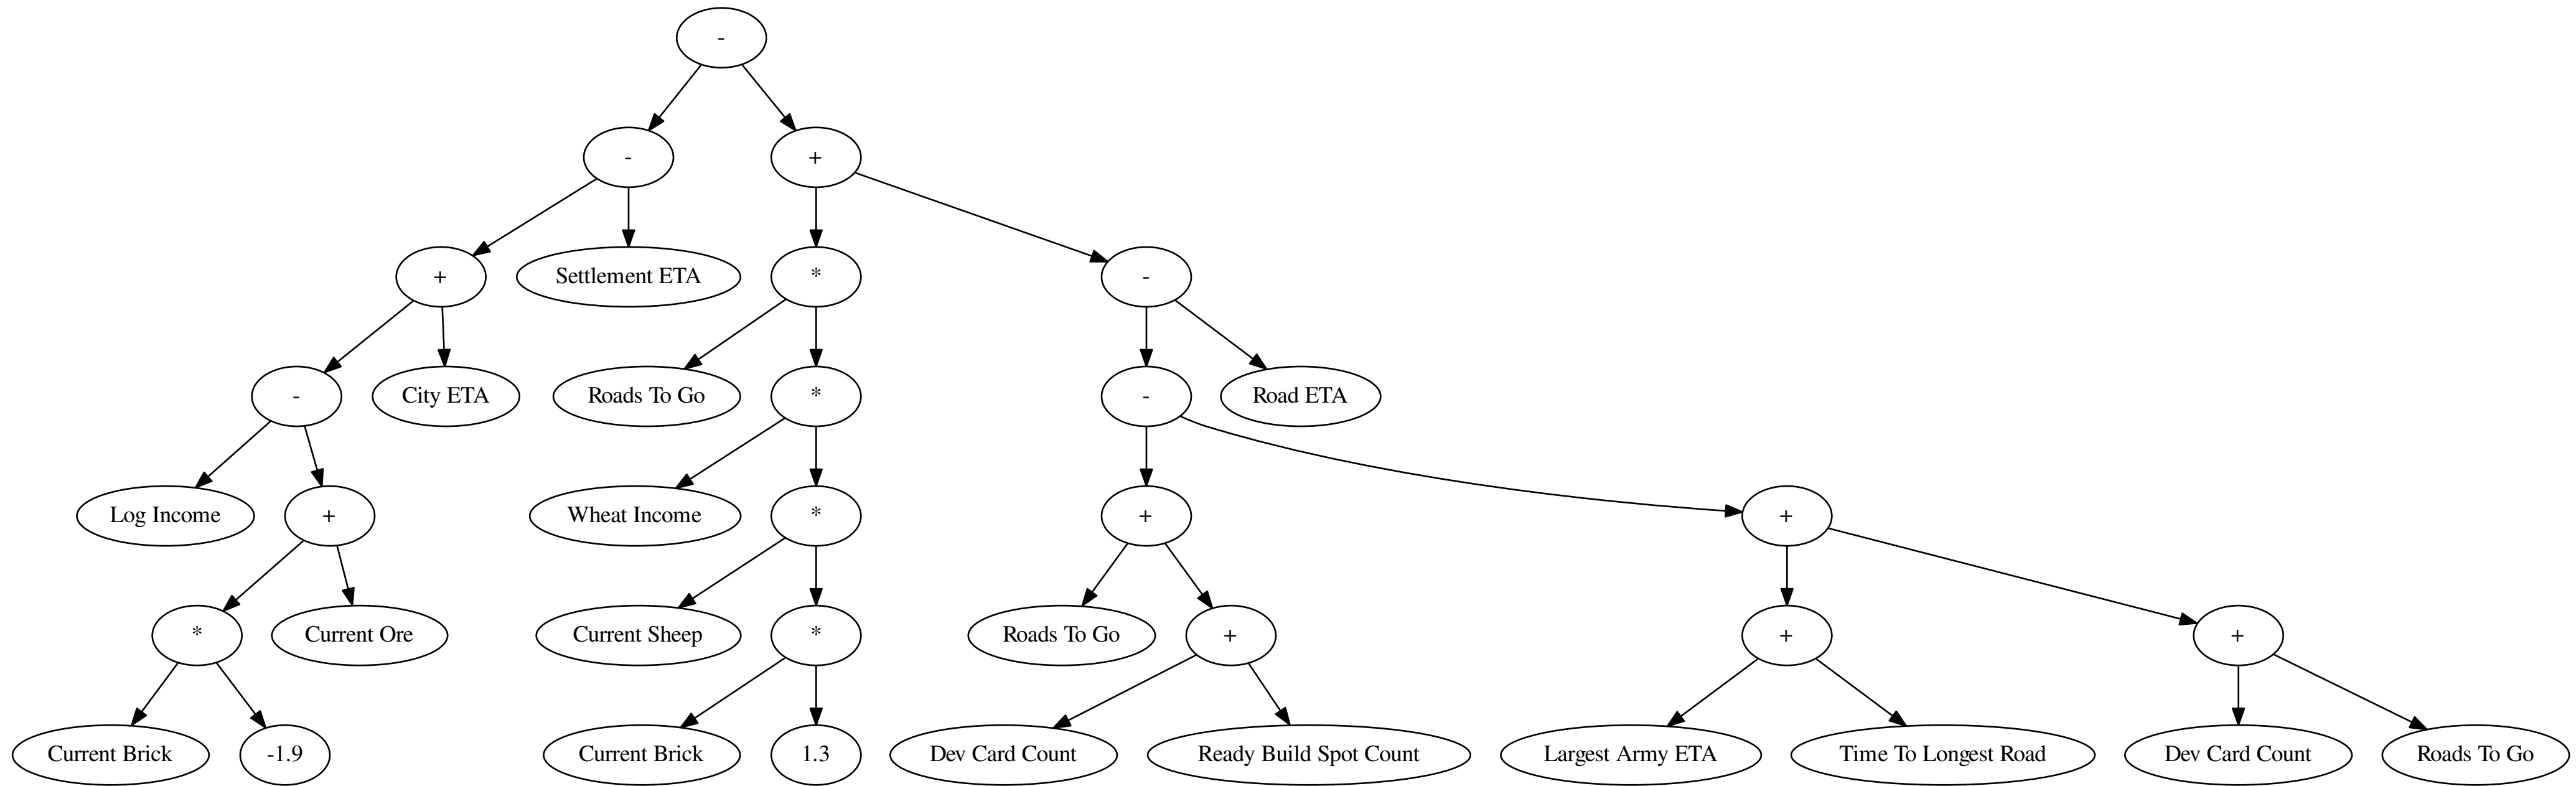 -
-
+
+
Settlement ETA
*
-
-
City ETA
Roads To Go
*
-
Road ETA
Log Income
+
Wheat Income
*
+
+
*
Current Ore
Current Sheep
*
Roads To Go
+
+
+
Current Brick
-1.9
Current Brick
1.3
Dev Card Count
Ready Build Spot Count
Largest Army ETA
Time To Longest Road
Dev Card Count
Roads To Go